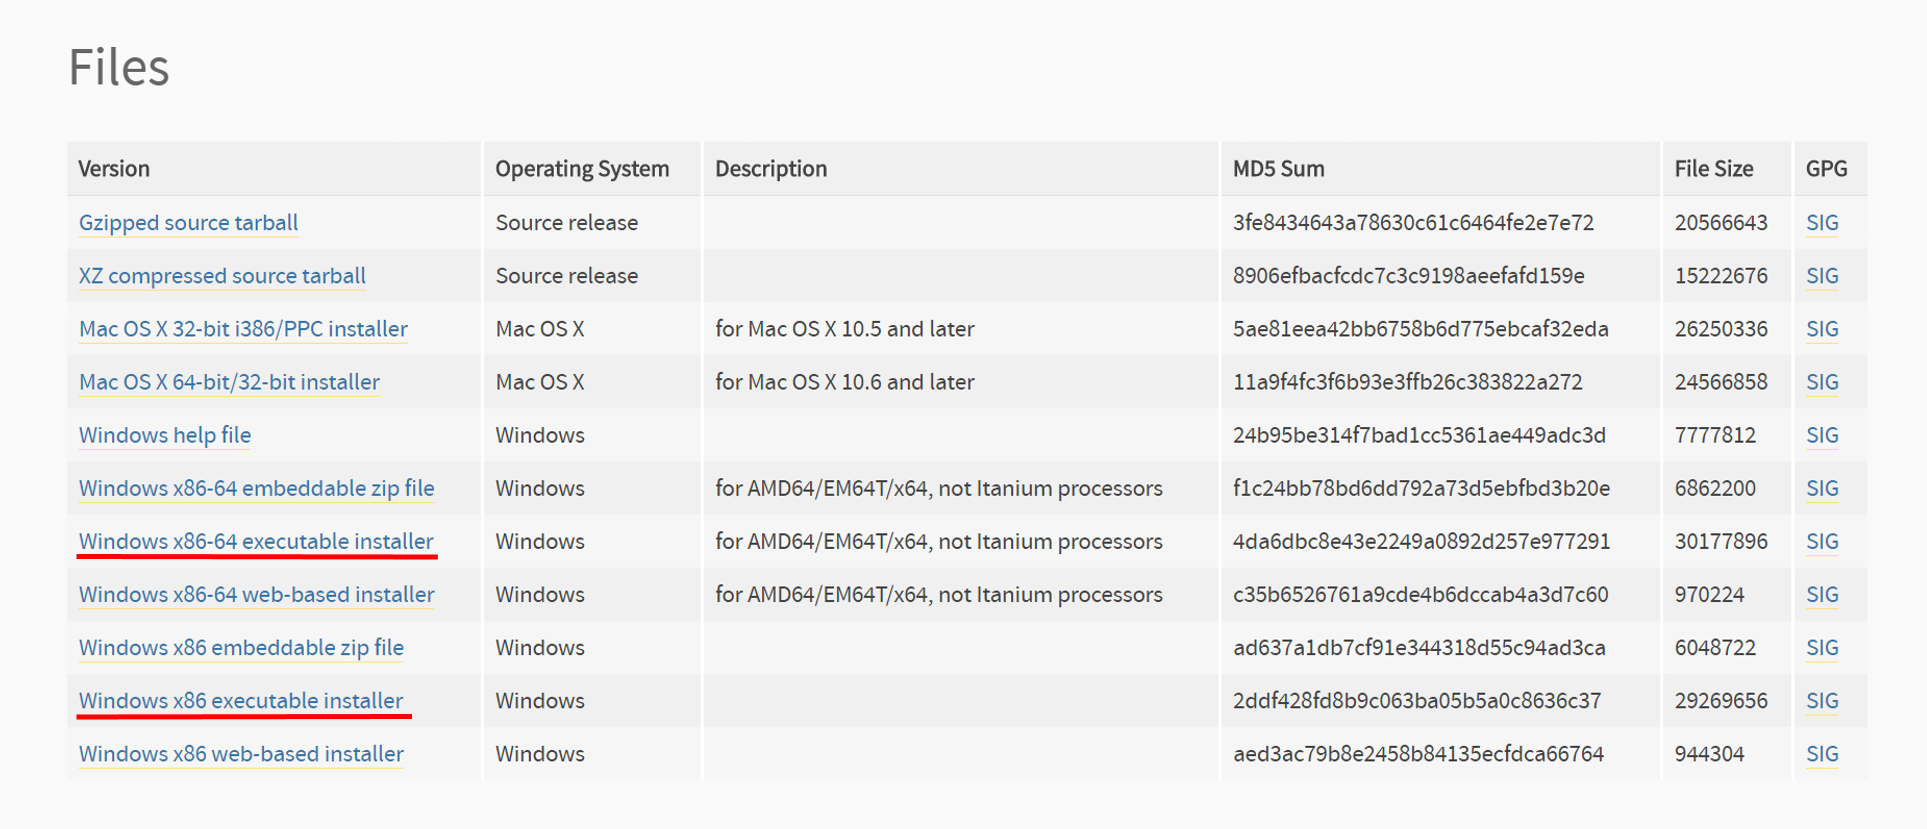 Files
Version Operating System Description MD5 Sum File Size GPG
Gzipped source tarball Source release 3fe8434643a78630c61c6464fe2e7e72 20566643 SIG
XZ compressed source tarball Source release 8906efbacfcdc7c3c9198aeefafd159e 15222676 SIG
Mac OS X 32-bit i386/PPC installer Mac OS X for Mac OS X 10.5 and later 5ae81eea42bb6758b6d775ebcaf32eda 26250336 SIG
Mac OS X 64-bit/32-bit installer Mac OS X for Mac OS X 10.6 and later 11a9f4fc3f6b93e3ffb26c383822a272 24566858 SIG
Windows help file Windows 24b95be314f7bad1cc5361ae449adc3d 7777812 SIG
Windows x86-64 embeddable zip file Windows for AMD64/EM64T/x64, not Itanium processors f1c24bb78bd6dd792a73d5ebfbd3b20e 6862200 SIG
Windows x86-64 executable installer Windows for AMD64/EM64T/x64, not Itanium processors 4da6dbc8e43e2249a0892d257e977291 30177896 SIG
Windows x86-64 web-based installer Windows for AMD64/EM64T/x64, not Itanium processors c35b6526761a9cde4b6dccab4a3d7c60 970224 SIG
Windows x86 embeddable zip file Windows ad637a1db7cf91e344318d55c94ad3ca 6048722 SIG
Windows x86 executable installer Windows 2ddf428fd8b9c063ba05b5a0c8636c37 29269656 SIG
Windows x86 web-based installer Windows aed3ac79b8e2458b84135ecfdca66764 944304 SIG